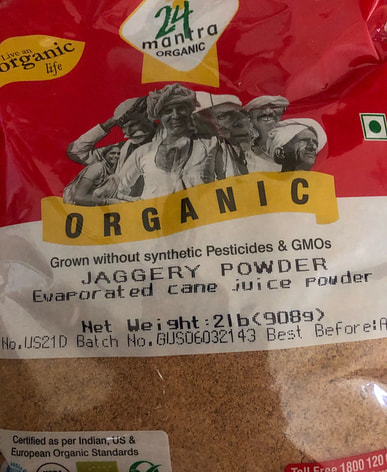 24
mantra
ORGANIC
Live an
organic
life
ORGANIC
Grown without synthetic Pesticides & GMOs
JAGGERY POWDER
Evaporated cane juice powder
Net Weight:2lb(908g)
No.US21D Batch No.GUS06032143 Best Before:A
Certified as per Indian, US &
European Organic Standards
Toll Free 1800 120